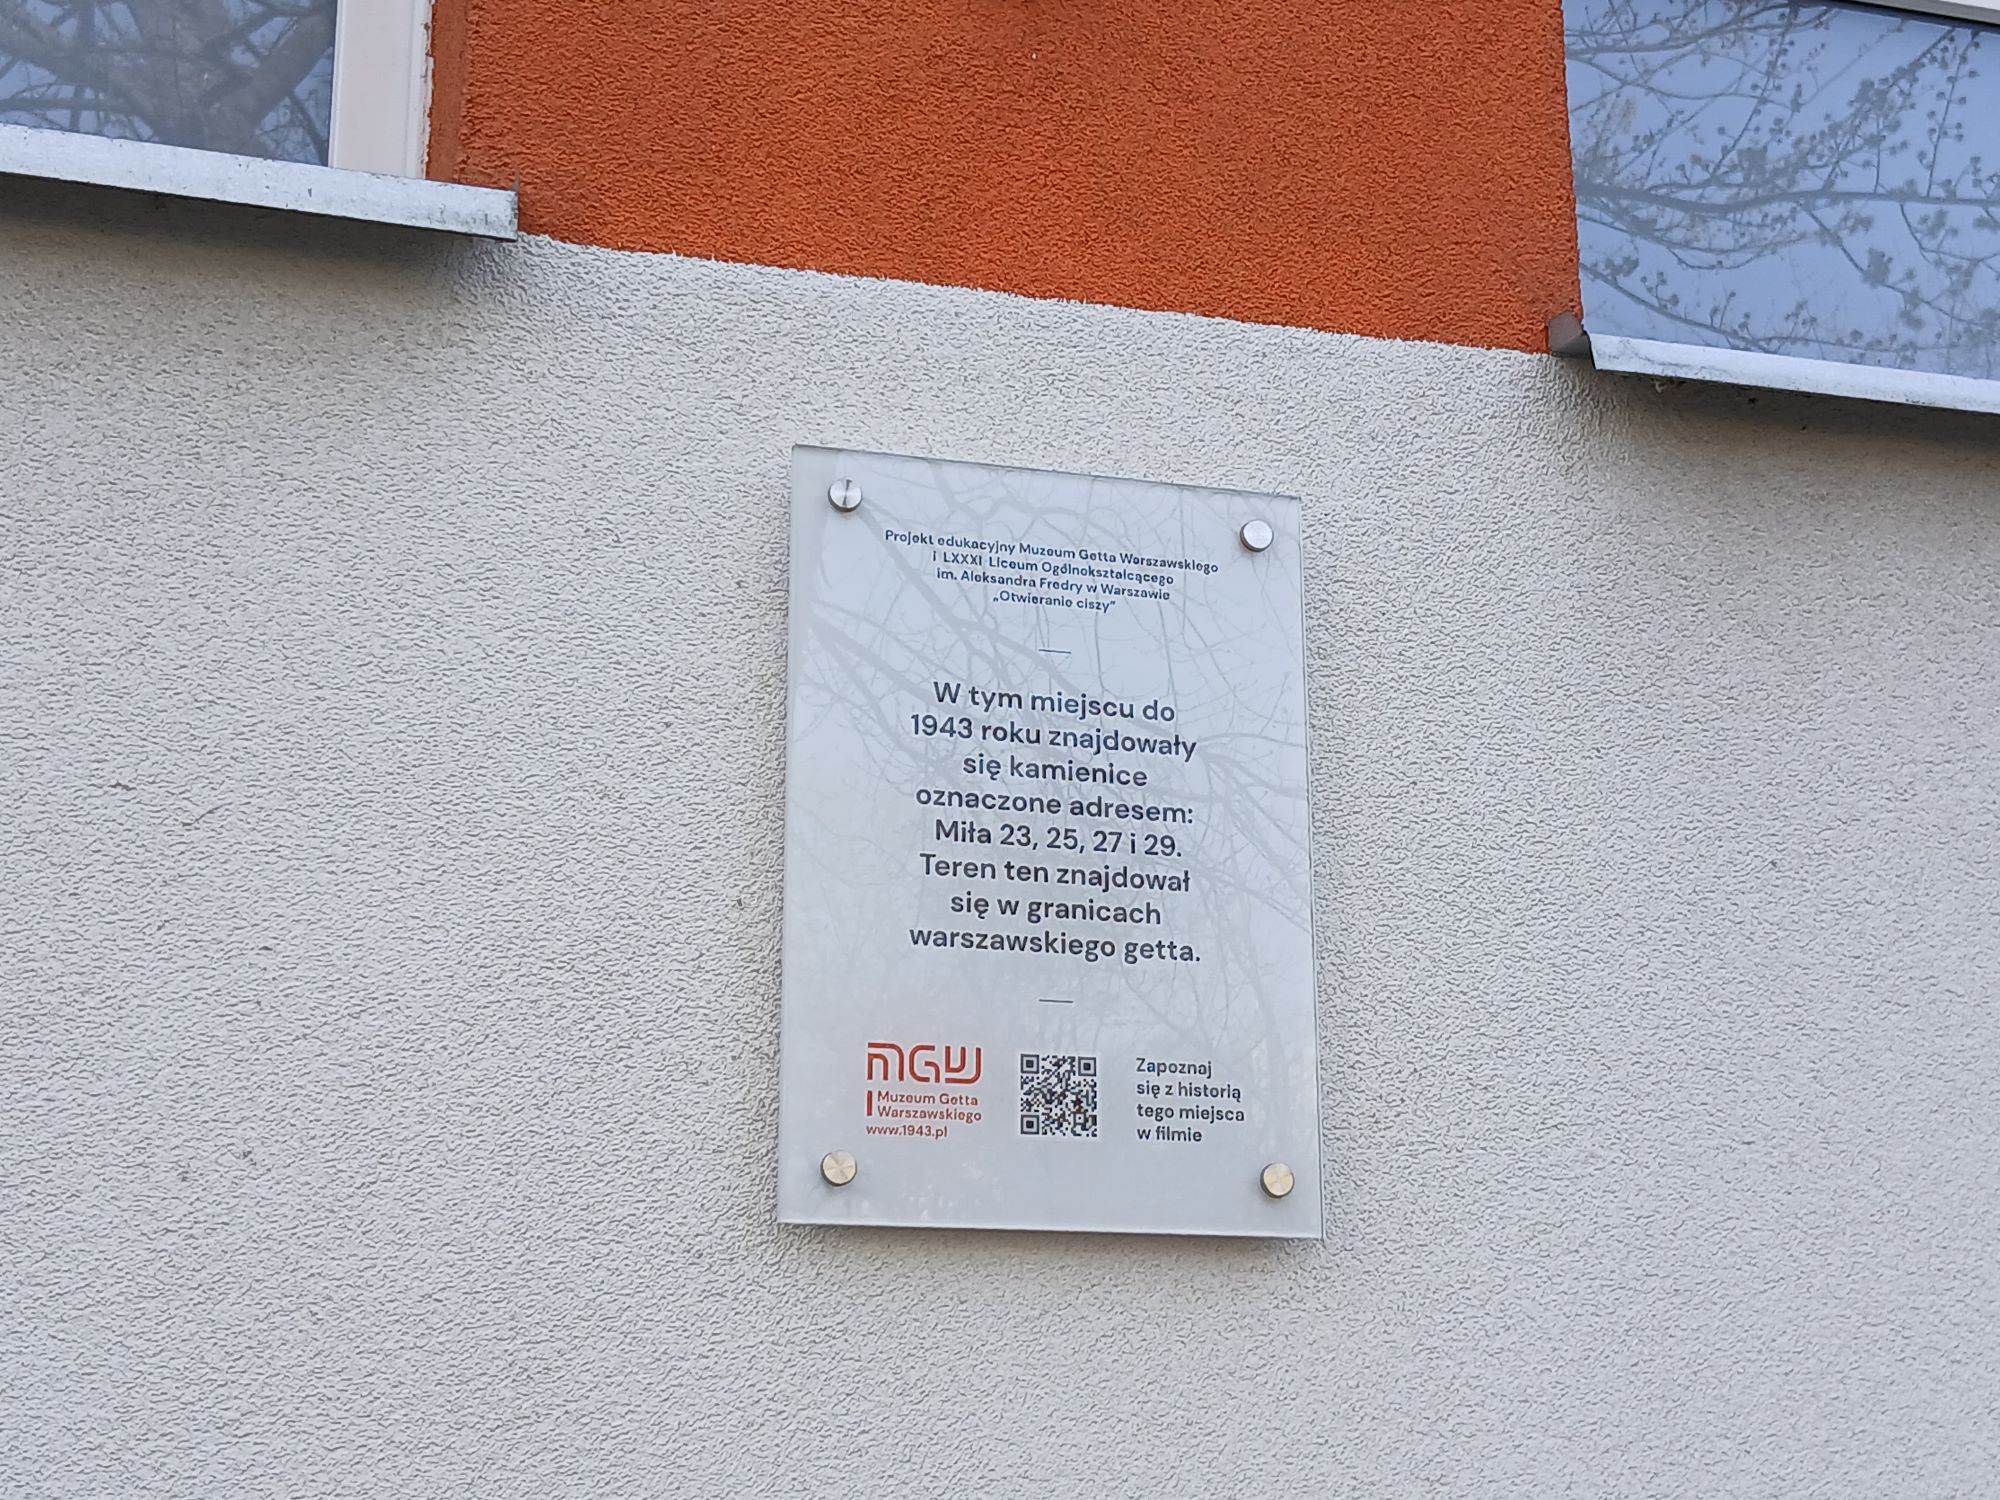 Projekt edukacyjny Muzeum Getta Warszawskiego
i LXXXI Liceum Ogólnokształcącego
im. Aleksandra Fredry w Warszawie
„Otwieranie ciszy”
W tym miejscu do
1943 roku znajdowały
się kamienice
oznaczone adresem:
Miła 23, 25, 27 i 29.
Teren ten znajdował
się w granicach
warszawskiego getta.
MGW
Muzeum Getta
Warszawskiego
www.1943.pl
Zapoznaj
się z historią
tego miejsca
w filmie